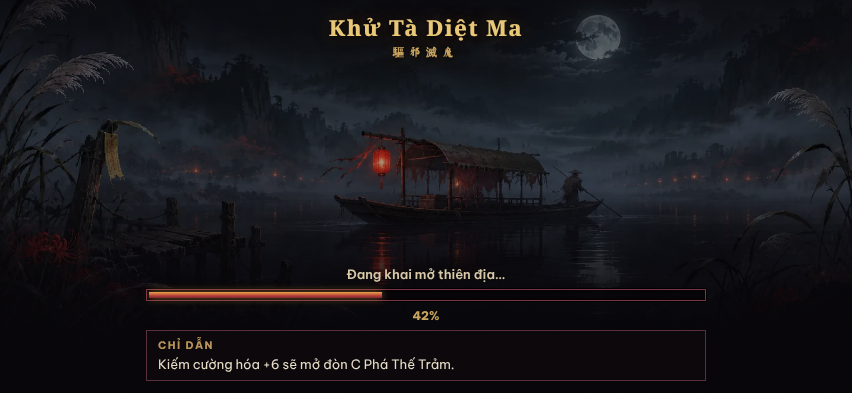 Khử Tà Diệt Ma
驅邪滅鬼
Đang khai mở thiên địa...
42%
CHỈ DẪN
Kiếm cường hóa +6 sẽ mở đòn C Phá Thế Trảm.